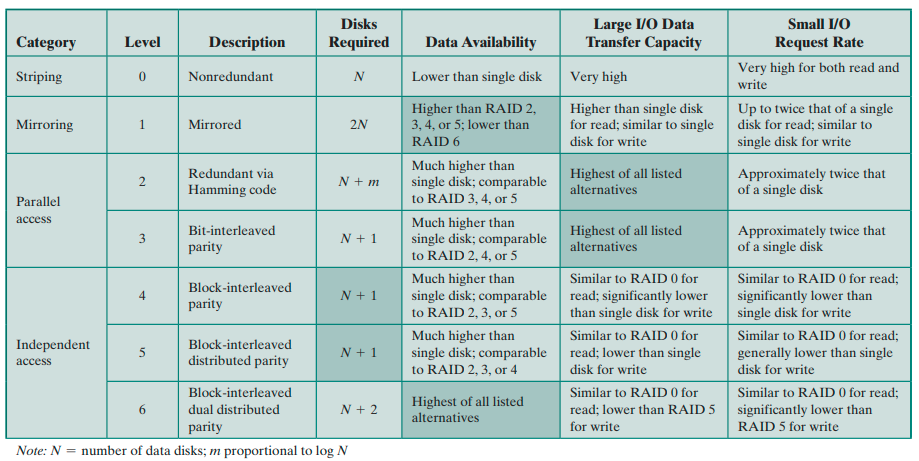 Category Level Description Disks Required Data Availability Large I/O Data Transfer Capacity Small I/O Request Rate
Striping 0 Nonredundant N Lower than single disk Very high Very high for both read and write
Mirroring 1 Mirrored 2N Higher than RAID 2, 3, 4, or 5; lower than RAID 6 Higher than single disk for read; similar to single disk for write Up to twice that of a single disk for read; similar to single disk for write
Parallel access 2 Redundant via Hamming code N + m Much higher than single disk; comparable to RAID 3, 4, or 5 Highest of all listed alternatives Approximately twice that of a single disk
3 Bit-interleaved parity N + 1 Much higher than single disk; comparable to RAID 2, 4, or 5 Highest of all listed alternatives Approximately twice that of a single disk
Independent access 4 Block-interleaved parity N + 1 Much higher than single disk; comparable to RAID 2, 3, or 5 Similar to RAID 0 for read; significantly lower than single disk for write Similar to RAID 0 for read; significantly lower than single disk for write
5 Block-interleaved distributed parity N + 1 Much higher than single disk; comparable to RAID 2, 3, or 4 Similar to RAID 0 for read; lower than single disk for write Similar to RAID 0 for read; generally lower than single disk for write
6 Block-interleaved dual distributed parity N + 2 Highest of all listed alternatives Similar to RAID 0 for read; lower than RAID 5 for write Similar to RAID 0 for read; significantly lower than RAID 5 for write
Note: N = number of data disks; m proportional to log N